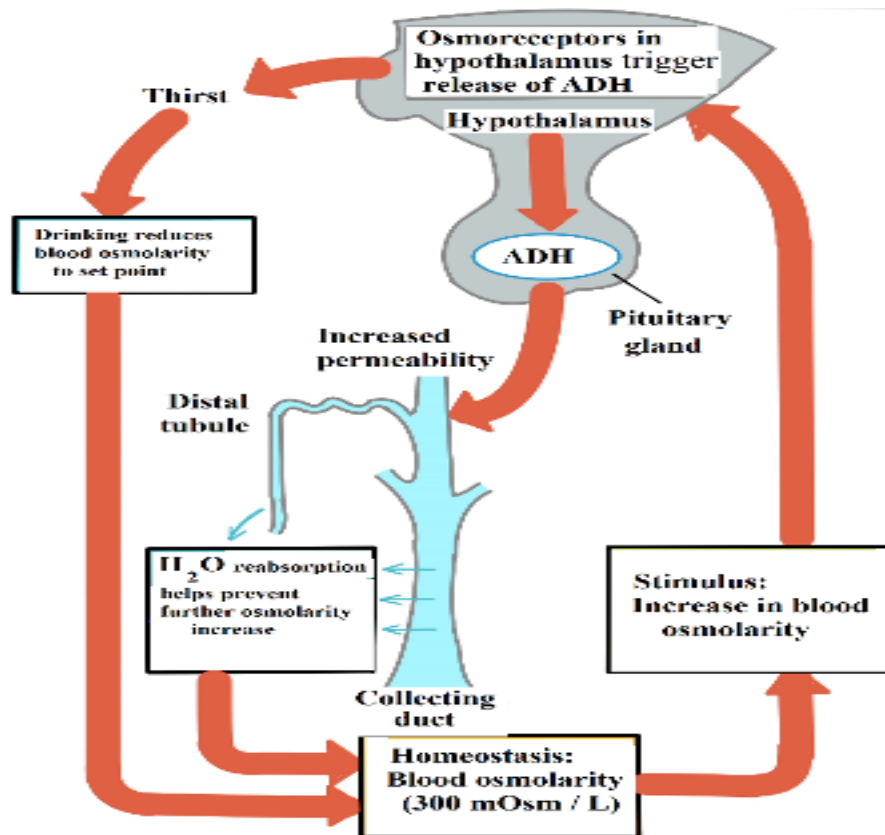 Osmoreceptors in
hypothalamus trigger
release of ADH
Hypothalamus
Thirst
Drinking reduces
blood osmolarity
to set point
ADH
Pituitary
gland
Increased
permeability
Distal
tubule
H₂O reabsorption
helps prevent
further osmolarity
increase
Stimulus:
Increase in blood
osmolarity
Collecting
duct
Homeostasis:
Blood osmolarity
(300 mOsm / L)